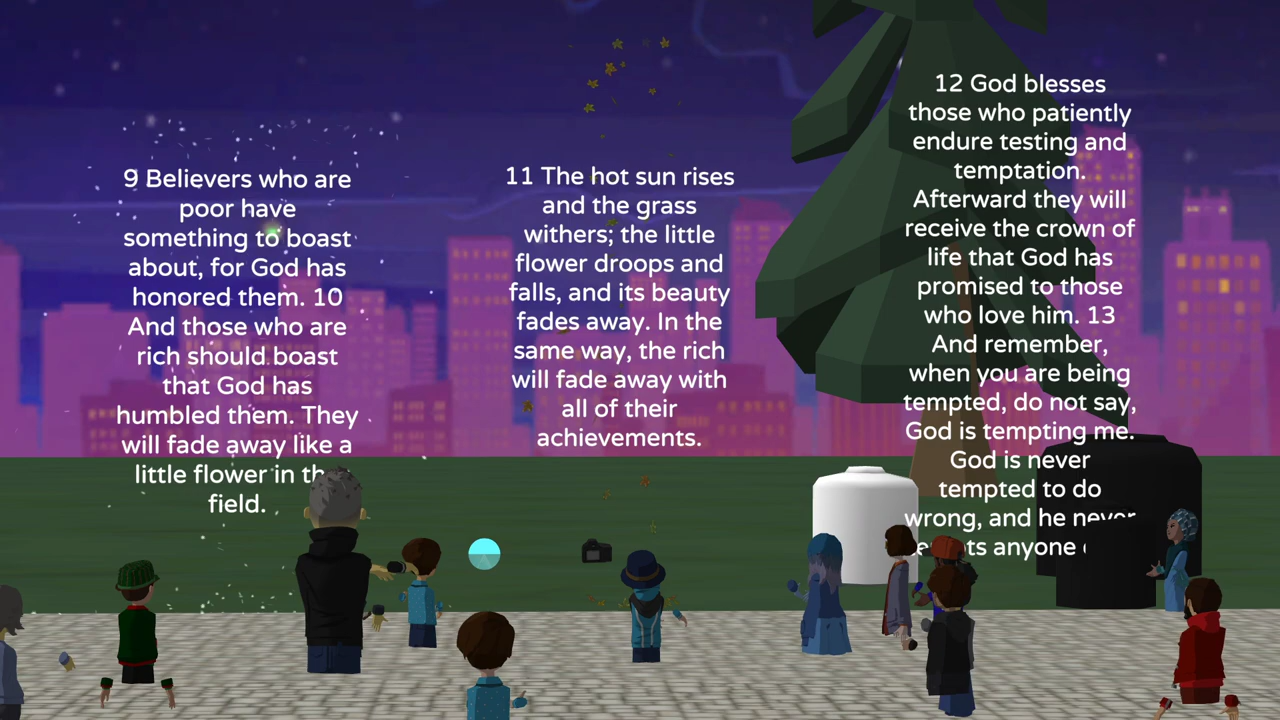 9 Believers who are
poor have
something to boast
about, for God has
honored them. 10
And those who are
rich should boast
that God has
humbled them. They
will fade away like a
little flower in
field.
11 The hot sun rises
and the grass
withers; the little
flower droops and
falls, and its beauty
fades away. In the
same way, the rich
will fade away with
all of their
achievements.
12 God blesses
those who patiently
endure testing and
temptation.
Afterward they will
receive the crown of
life that God has
promised to those
who love him. 13
And remember,
when you are being
tempted, do not say,
God is tempting me.
God is never
tempted to do
wrong, and he never
anyone